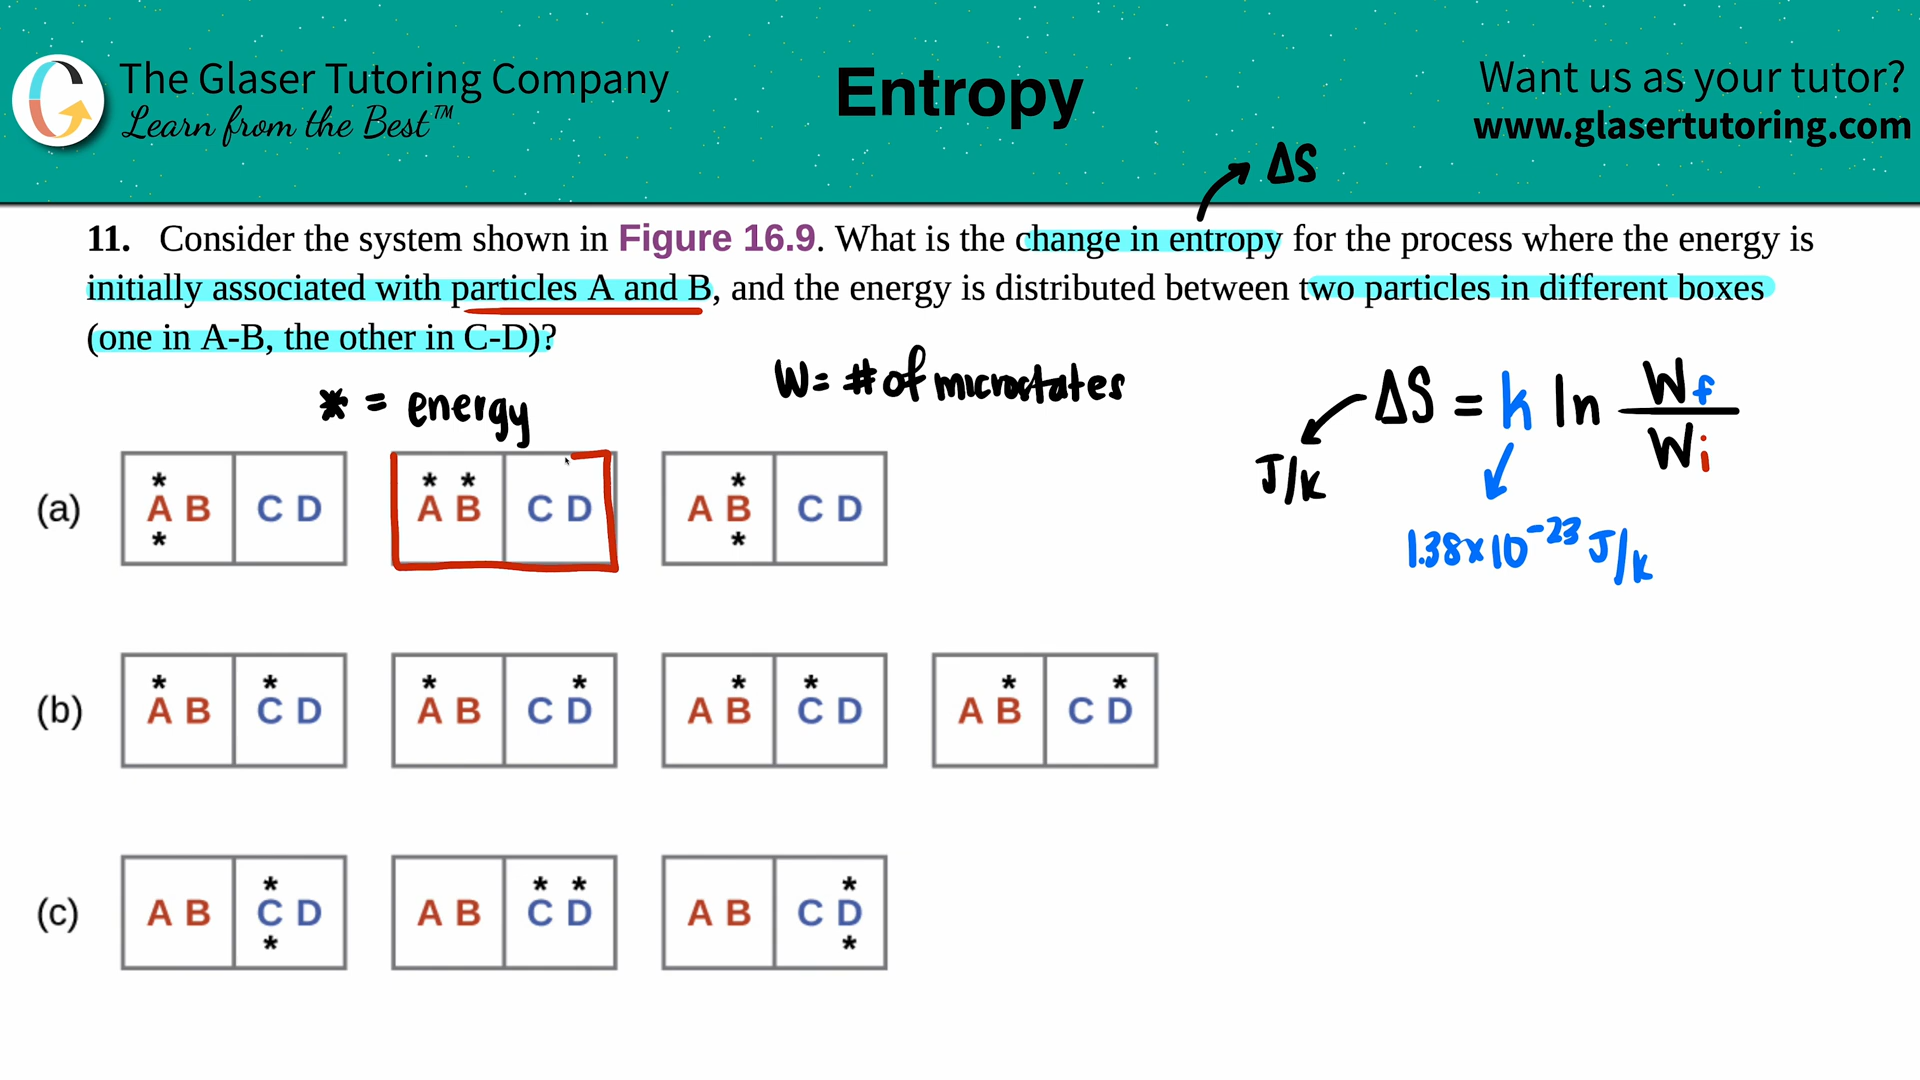 The Glaser Tutoring Company
Learn from the Best™
Entropy
Want us as your tutor?
www.glasertutoring.com
ΔS
11. Consider the system shown in Figure 16.9. What is the change in entropy for the process where the energy is
initially associated with particles A and B, and the energy is distributed between two particles in different boxes
(one in A-B, the other in C-D)?
* = energy
W = # of microstates
ΔS = k ln Wf / Wi
J/K
1.38x10⁻²³ J/K
(a)
* * * *
A B C D A B C D A B C D
* *
(b)
* * * * * * * *
A B C D A B C D A B C D A B C D
(c)
* * * *
A B C D A B C D A B C D
* *